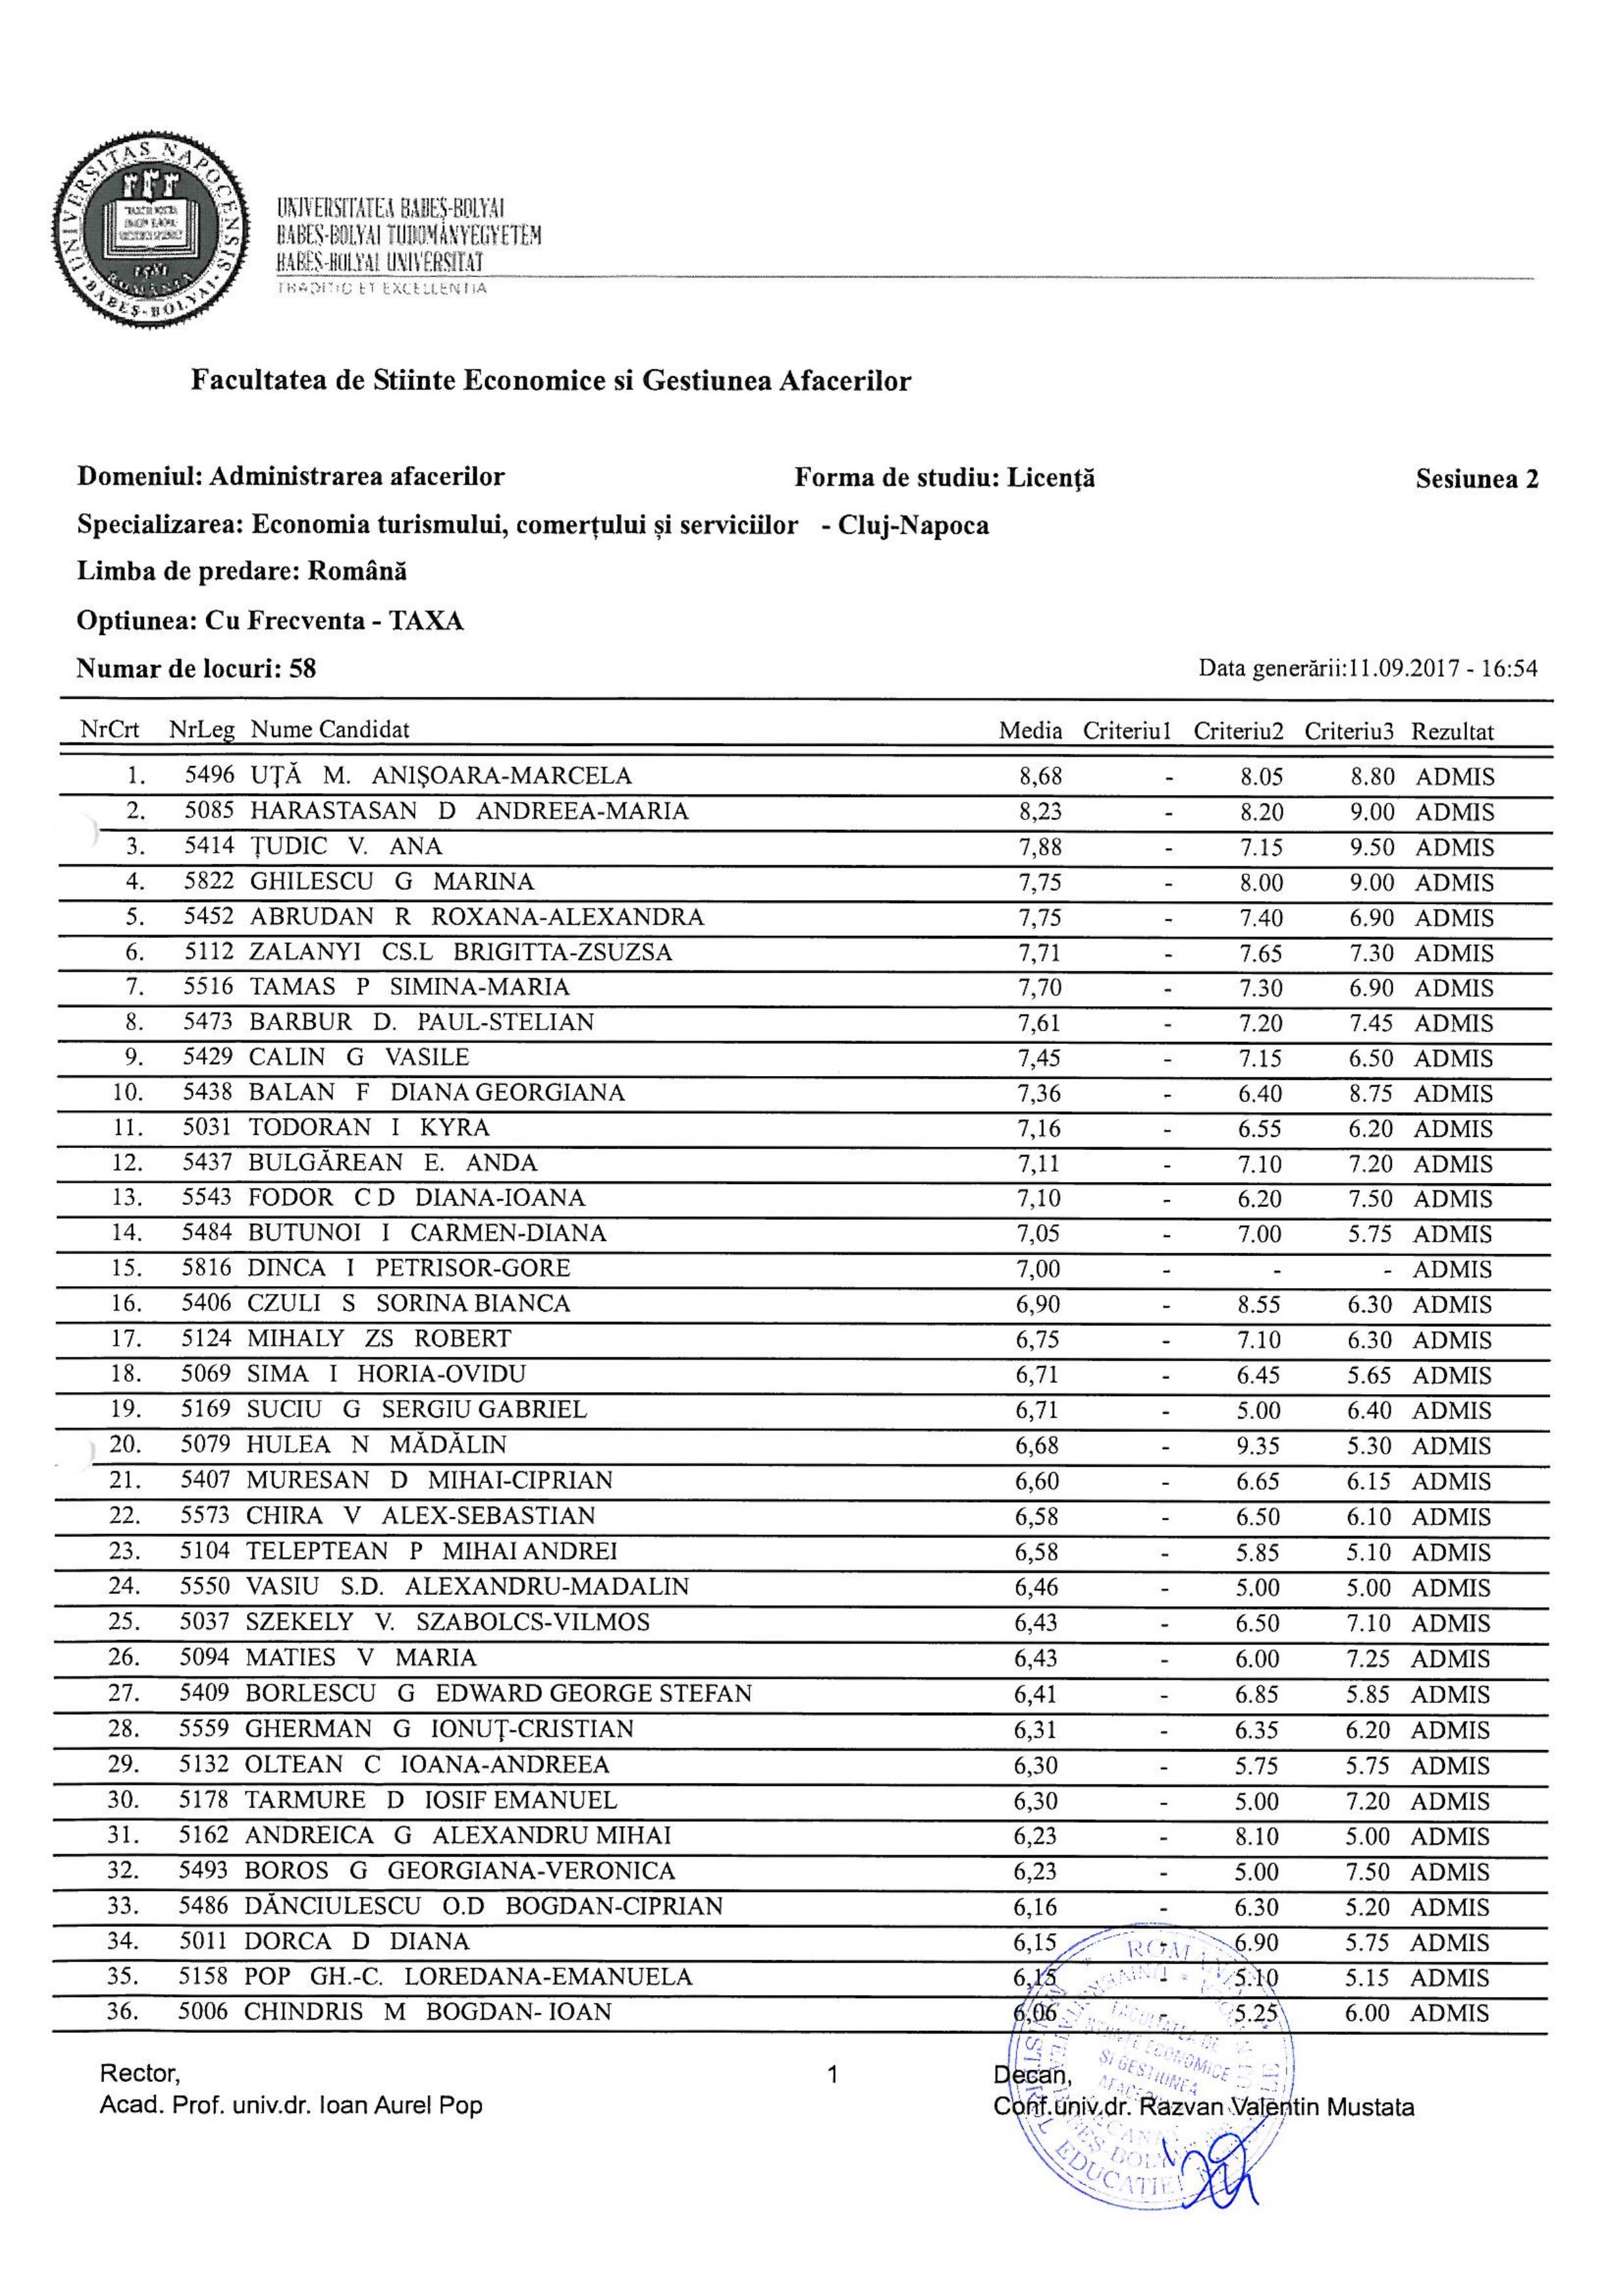 UNIVERSITAS NAPOCENSIS
BABEȘ-BOLYAI
ROMÂNIA
1581
UNIVERSITATEA BABEȘ-BOLYAI
BABEȘ-BOLYAI TUDOMÁNYEGYETEM
BABEȘ-BOLYAI UNIVERSITAT
TRADITIO ET EXCELLENTIA
Facultatea de Stiinte Economice si Gestiunea Afacerilor
Domeniul: Administrarea afacerilor Forma de studiu: Licenţă Sesiunea 2
Specializarea: Economia turismului, comerțului și serviciilor - Cluj-Napoca
Limba de predare: Română
Optiunea: Cu Frecventa - TAXA
Numar de locuri: 58 Data generării:11.09.2017 - 16:54
NrCrt NrLeg Nume Candidat Media Criteriu1 Criteriu2 Criteriu3 Rezultat
1. 5496 UȚĂ M. ANIȘOARA-MARCELA 8,68 - 8.05 8.80 ADMIS
2. 5085 HARASTASAN D ANDREEA-MARIA 8,23 - 8.20 9.00 ADMIS
3. 5414 ȚUDIC V. ANA 7,88 - 7.15 9.50 ADMIS
4. 5822 GHILESCU G MARINA 7,75 - 8.00 9.00 ADMIS
5. 5452 ABRUDAN R ROXANA-ALEXANDRA 7,75 - 7.40 6.90 ADMIS
6. 5112 ZALANYI CS.L BRIGITTA-ZSUZSA 7,71 - 7.65 7.30 ADMIS
7. 5516 TAMAS P SIMINA-MARIA 7,70 - 7.30 6.90 ADMIS
8. 5473 BARBUR D. PAUL-STELIAN 7,61 - 7.20 7.45 ADMIS
9. 5429 CALIN G VASILE 7,45 - 7.15 6.50 ADMIS
10. 5438 BALAN F DIANA GEORGIANA 7,36 - 6.40 8.75 ADMIS
11. 5031 TODORAN I KYRA 7,16 - 6.55 6.20 ADMIS
12. 5437 BULGĂREAN E. ANDA 7,11 - 7.10 7.20 ADMIS
13. 5543 FODOR C D DIANA-IOANA 7,10 - 6.20 7.50 ADMIS
14. 5484 BUTUNOI I CARMEN-DIANA 7,05 - 7.00 5.75 ADMIS
15. 5816 DINCA I PETRISOR-GORE 7,00 - - - ADMIS
16. 5406 CZULI S SORINA BIANCA 6,90 - 8.55 6.30 ADMIS
17. 5124 MIHALY ZS ROBERT 6,75 - 7.10 6.30 ADMIS
18. 5069 SIMA I HORIA-OVIDU 6,71 - 6.45 5.65 ADMIS
19. 5169 SUCIU G SERGIU GABRIEL 6,71 - 5.00 6.40 ADMIS
20. 5079 HULEA N MĂDĂLIN 6,68 - 9.35 5.30 ADMIS
21. 5407 MURESAN D MIHAI-CIPRIAN 6,60 - 6.65 6.15 ADMIS
22. 5573 CHIRA V ALEX-SEBASTIAN 6,58 - 6.50 6.10 ADMIS
23. 5104 TELEPTEAN P MIHAI ANDREI 6,58 - 5.85 5.10 ADMIS
24. 5550 VASIU S.D. ALEXANDRU-MADALIN 6,46 - 5.00 5.00 ADMIS
25. 5037 SZEKELY V. SZABOLCS-VILMOS 6,43 - 6.50 7.10 ADMIS
26. 5094 MATIES V MARIA 6,43 - 6.00 7.25 ADMIS
27. 5409 BORLESCU G EDWARD GEORGE STEFAN 6,41 - 6.85 5.85 ADMIS
28. 5559 GHERMAN G IONUȚ-CRISTIAN 6,31 - 6.35 6.20 ADMIS
29. 5132 OLTEAN C IOANA-ANDREEA 6,30 - 5.75 5.75 ADMIS
30. 5178 TARMURE D IOSIF EMANUEL 6,30 - 5.00 7.20 ADMIS
31. 5162 ANDREICA G ALEXANDRU MIHAI 6,23 - 8.10 5.00 ADMIS
32. 5493 BOROS G GEORGIANA-VERONICA 6,23 - 5.00 7.50 ADMIS
33. 5486 DĂNCIULESCU O.D BOGDAN-CIPRIAN 6,16 - 6.30 5.20 ADMIS
34. 5011 DORCA D DIANA 6,15 - 6.90 5.75 ADMIS
35. 5158 POP GH.-C. LOREDANA-EMANUELA 6,15 - 5.10 5.15 ADMIS
36. 5006 CHINDRIS M BOGDAN- IOAN 6,06 - 5.25 6.00 ADMIS
Rector, 1 Decan,
Acad. Prof. univ.dr. Ioan Aurel Pop Conf.univ.dr. Razvan Valentin Mustata
FACULTATEA DE
STIINTE ECONOMICE
SI GESTIUNEA